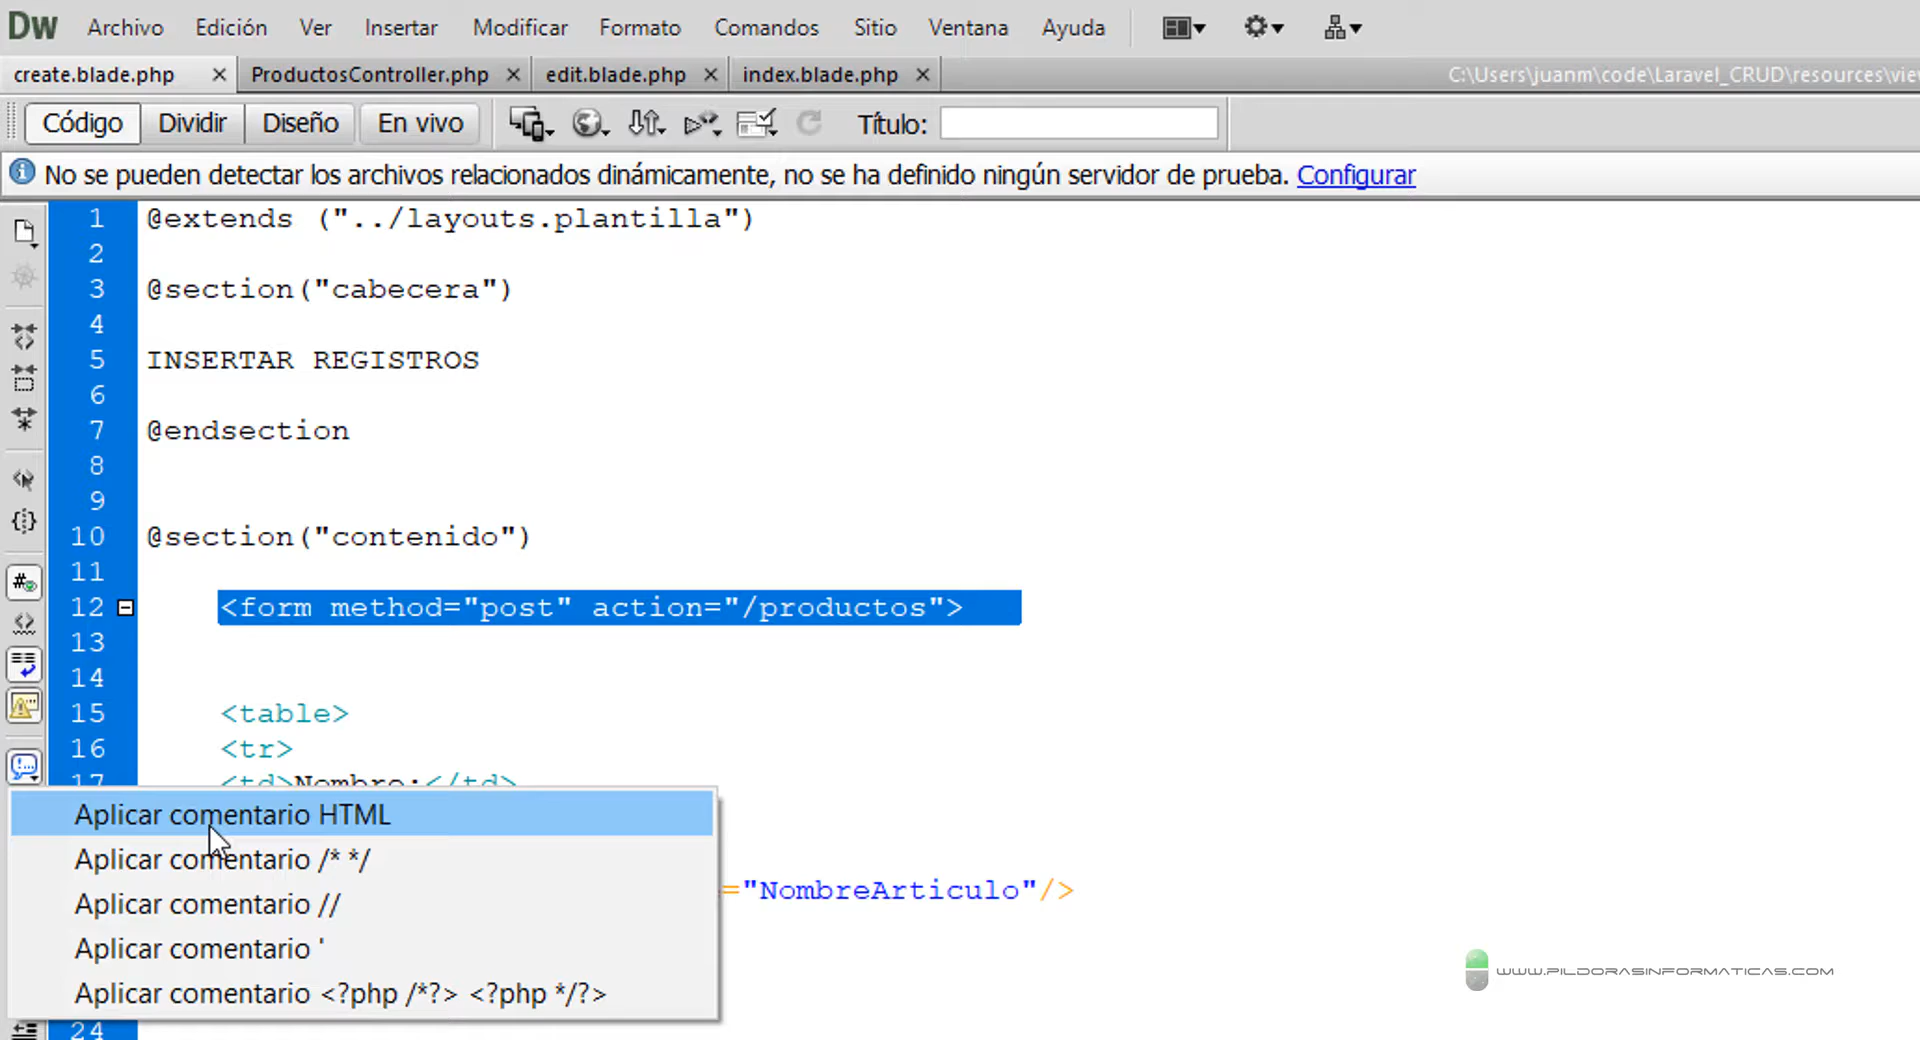 Dw Archivo Edición Ver Insertar Modificar Formato Comandos Sitio Ventana Ayuda
create.blade.php ProductosController.php edit.blade.php index.blade.php C:\Users\juanm\code\Laravel_CRUD\resources\view
Código Dividir Diseño En vivo Título:
No se pueden detectar los archivos relacionados dinámicamente, no se ha definido ningún servidor de prueba. Configurar
1 @extends ("../layouts.plantilla")
2
3 @section("cabecera")
4
5 INSERTAR REGISTROS
6
7 @endsection
8
9
10 @section("contenido")
11
12 <form method="post" action="/productos">
13
14
15 <table>
16 <tr>
17 <td>Nombre:</td>
Aplicar comentario HTML
Aplicar comentario /* */
="NombreArticulo"/>
Aplicar comentario //
Aplicar comentario '
Aplicar comentario <?php /*?> <?php */?>
24
WWW.PILDORASINFORMATICAS.COM